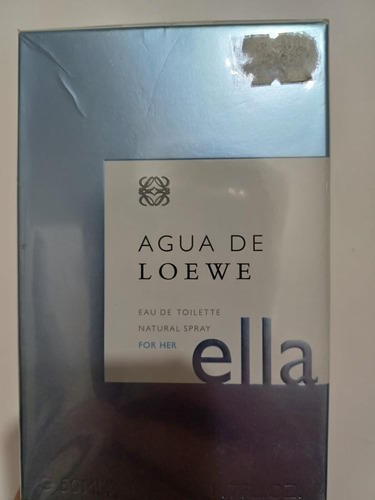 AGUA DE
LOEWE
EAU DE TOILETTE
NATURAL SPRAY
FOR HER
ella